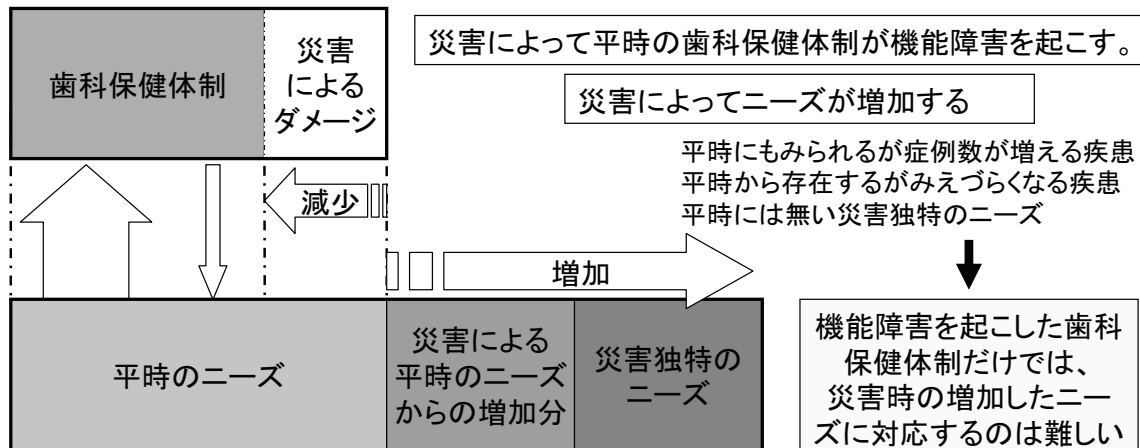 歯科保健体制
災害
による
ダメージ
災害によって平時の歯科保健体制が機能障害を起こす。
災害によってニーズが増加する
平時にもみられるが症例数が増える疾患
平時から存在するがみえづらくなる疾患
平時には無い災害独特のニーズ
減少
増加
平時のニーズ
災害による
平時のニーズ
からの増加分
災害独特の
ニーズ
機能障害を起こした歯科
保健体制だけでは、
災害時の増加したニー
ズに対応するのは難しい